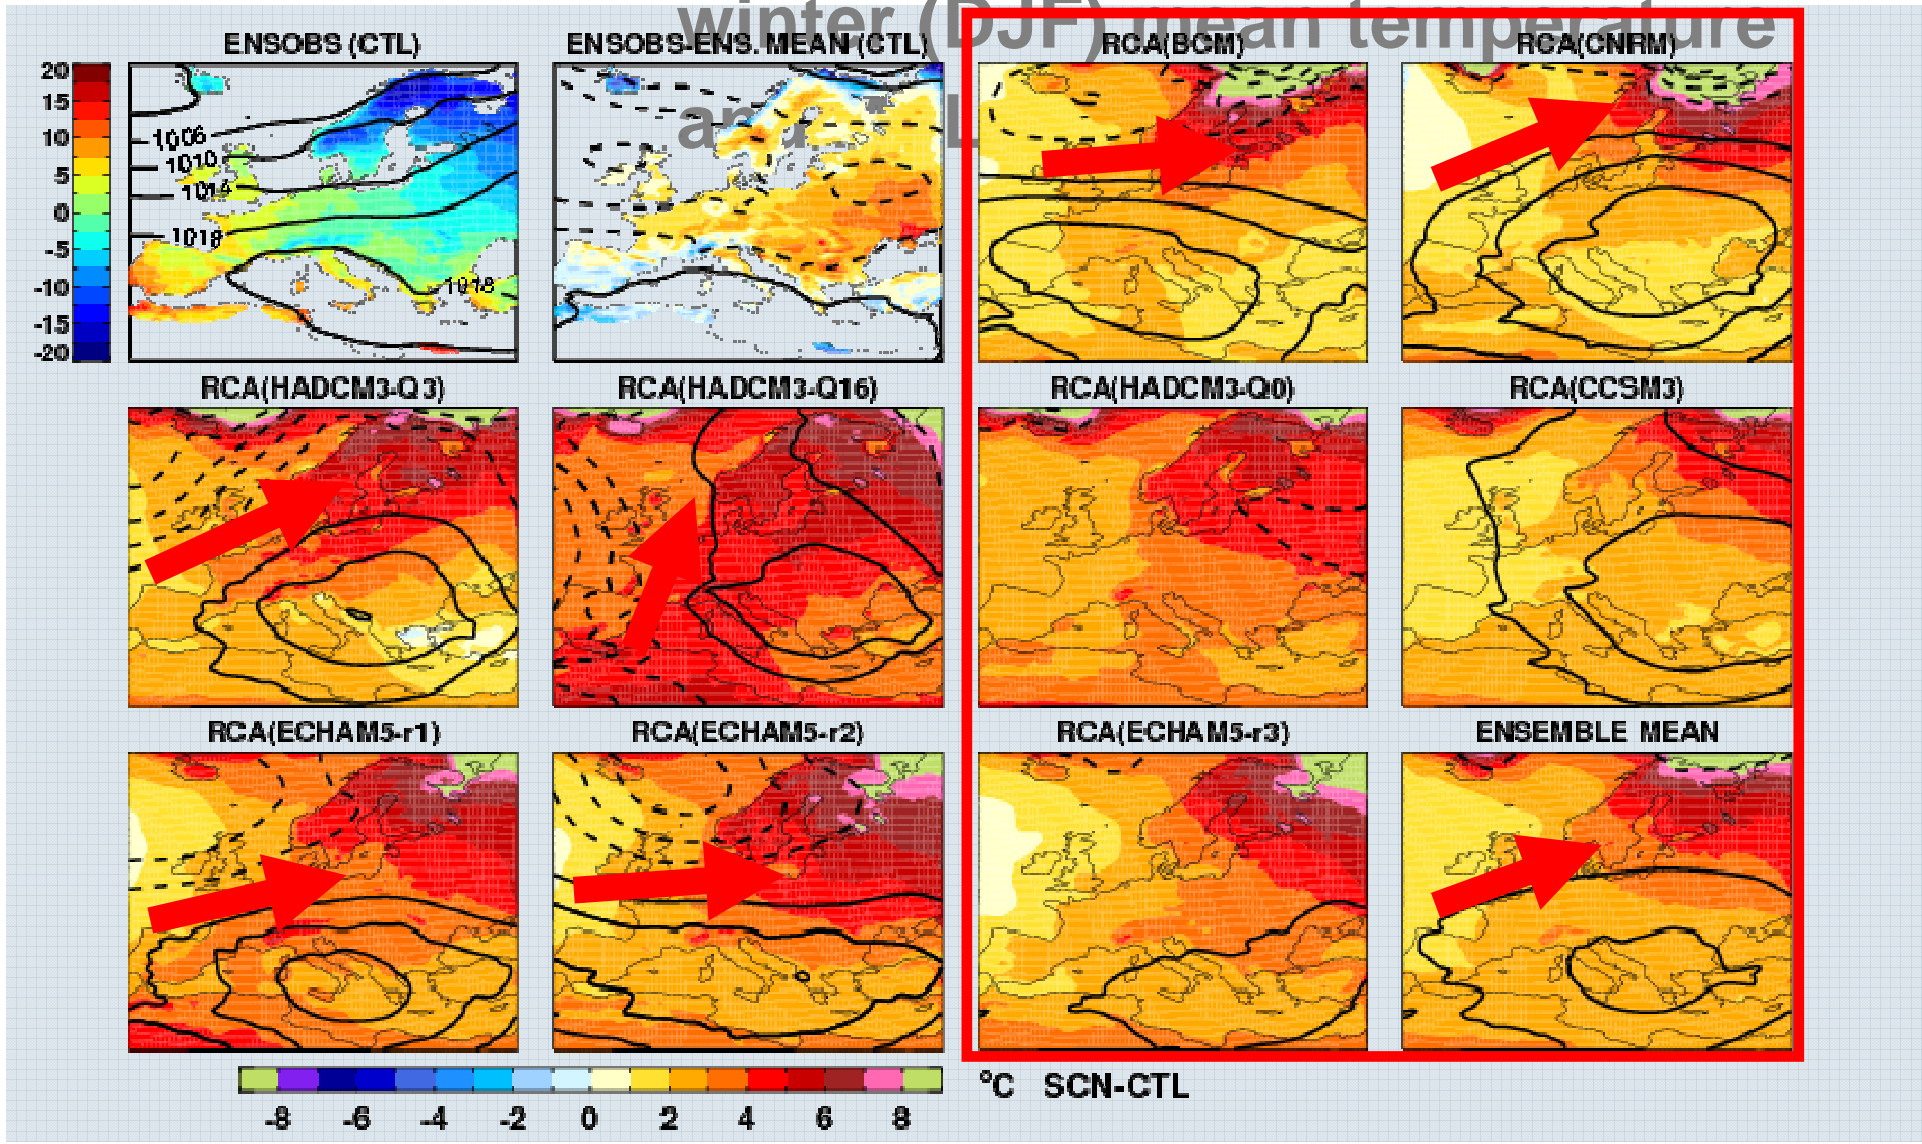 winter (DJF) mean temperature
ENSOBS (CTL)
ENSOBS-ENS. MEAN (CTL)
RCA(BCM)
RCA(CNRM)
20
15
10
5
0
-5
-10
-15
-20
1006
1010
1014
1018
1018
RCA(HADCM3-Q3)
RCA(HADCM3-Q16)
RCA(HADCM3-Q0)
RCA(CCSM3)
RCA(ECHAM5-r1)
RCA(ECHAM5-r2)
RCA(ECHAM5-r3)
ENSEMBLE MEAN
-8 -6 -4 -2 0 2 4 6 8
°C SCN-CTL